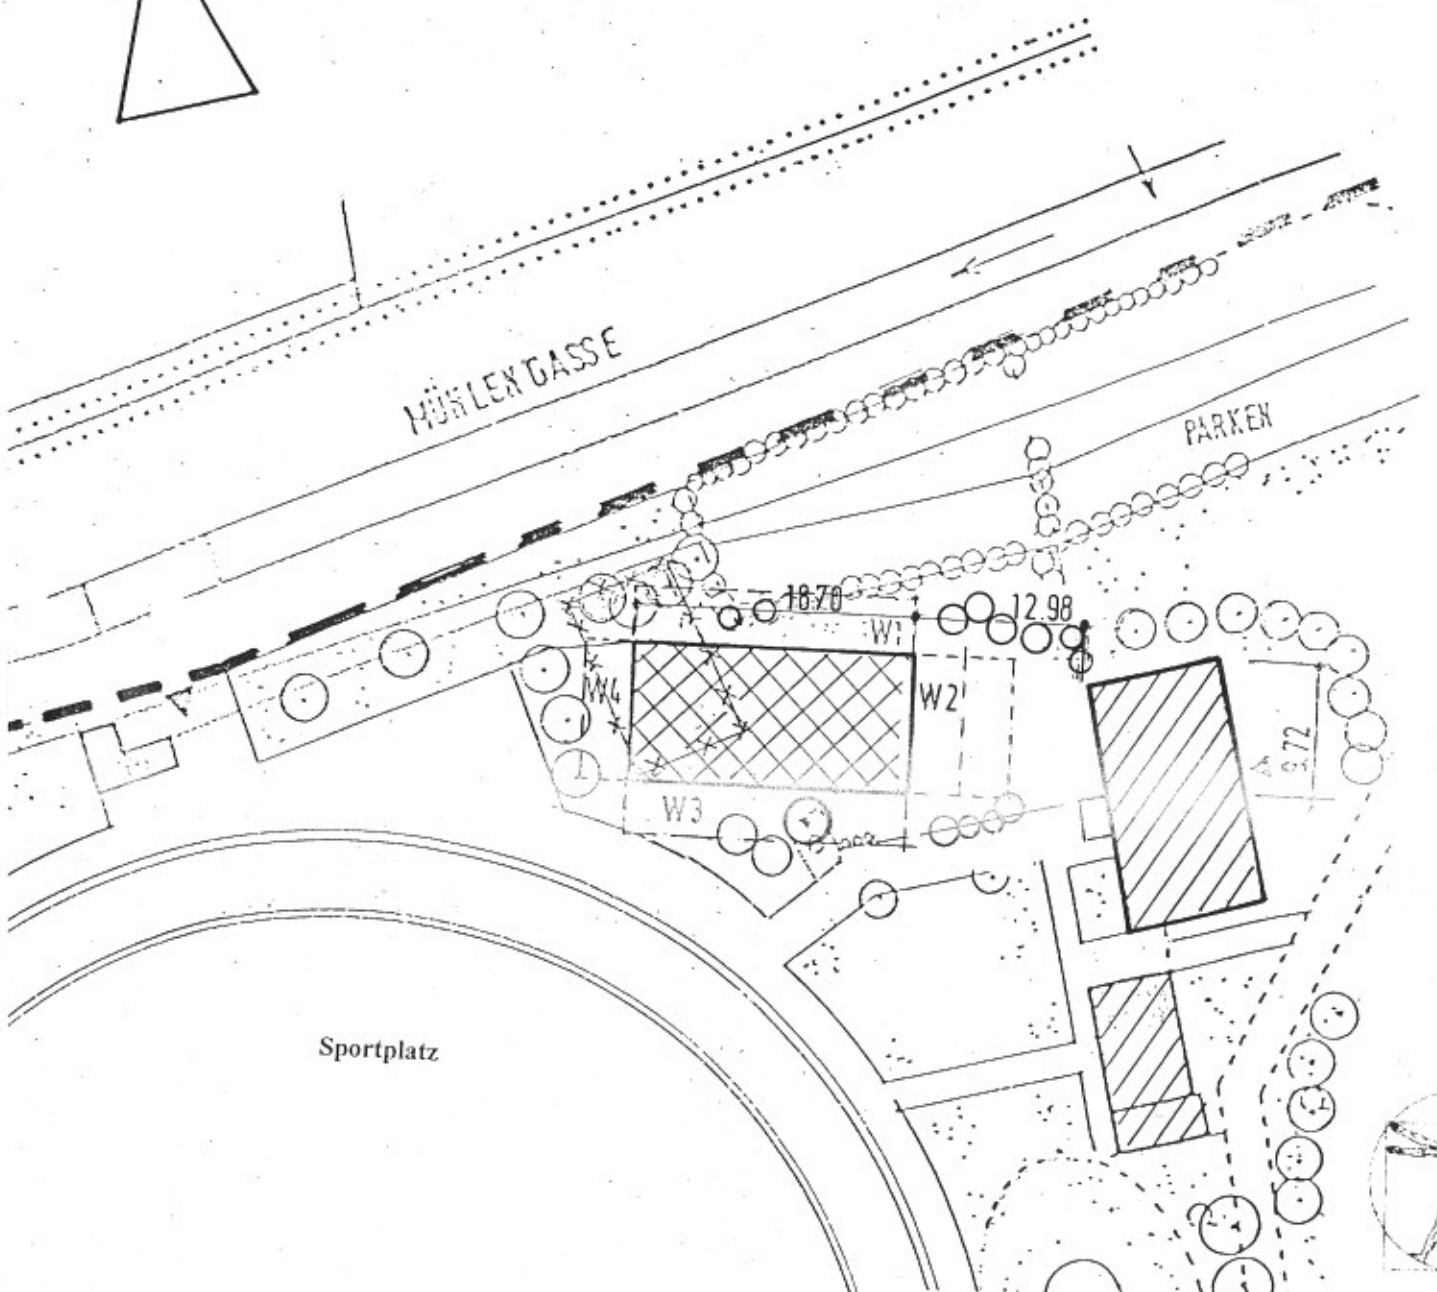 MÜHLENGASSE
PARKEN
18.70
12.98
W1
W4
W2
9.72
W3
Sportplatz